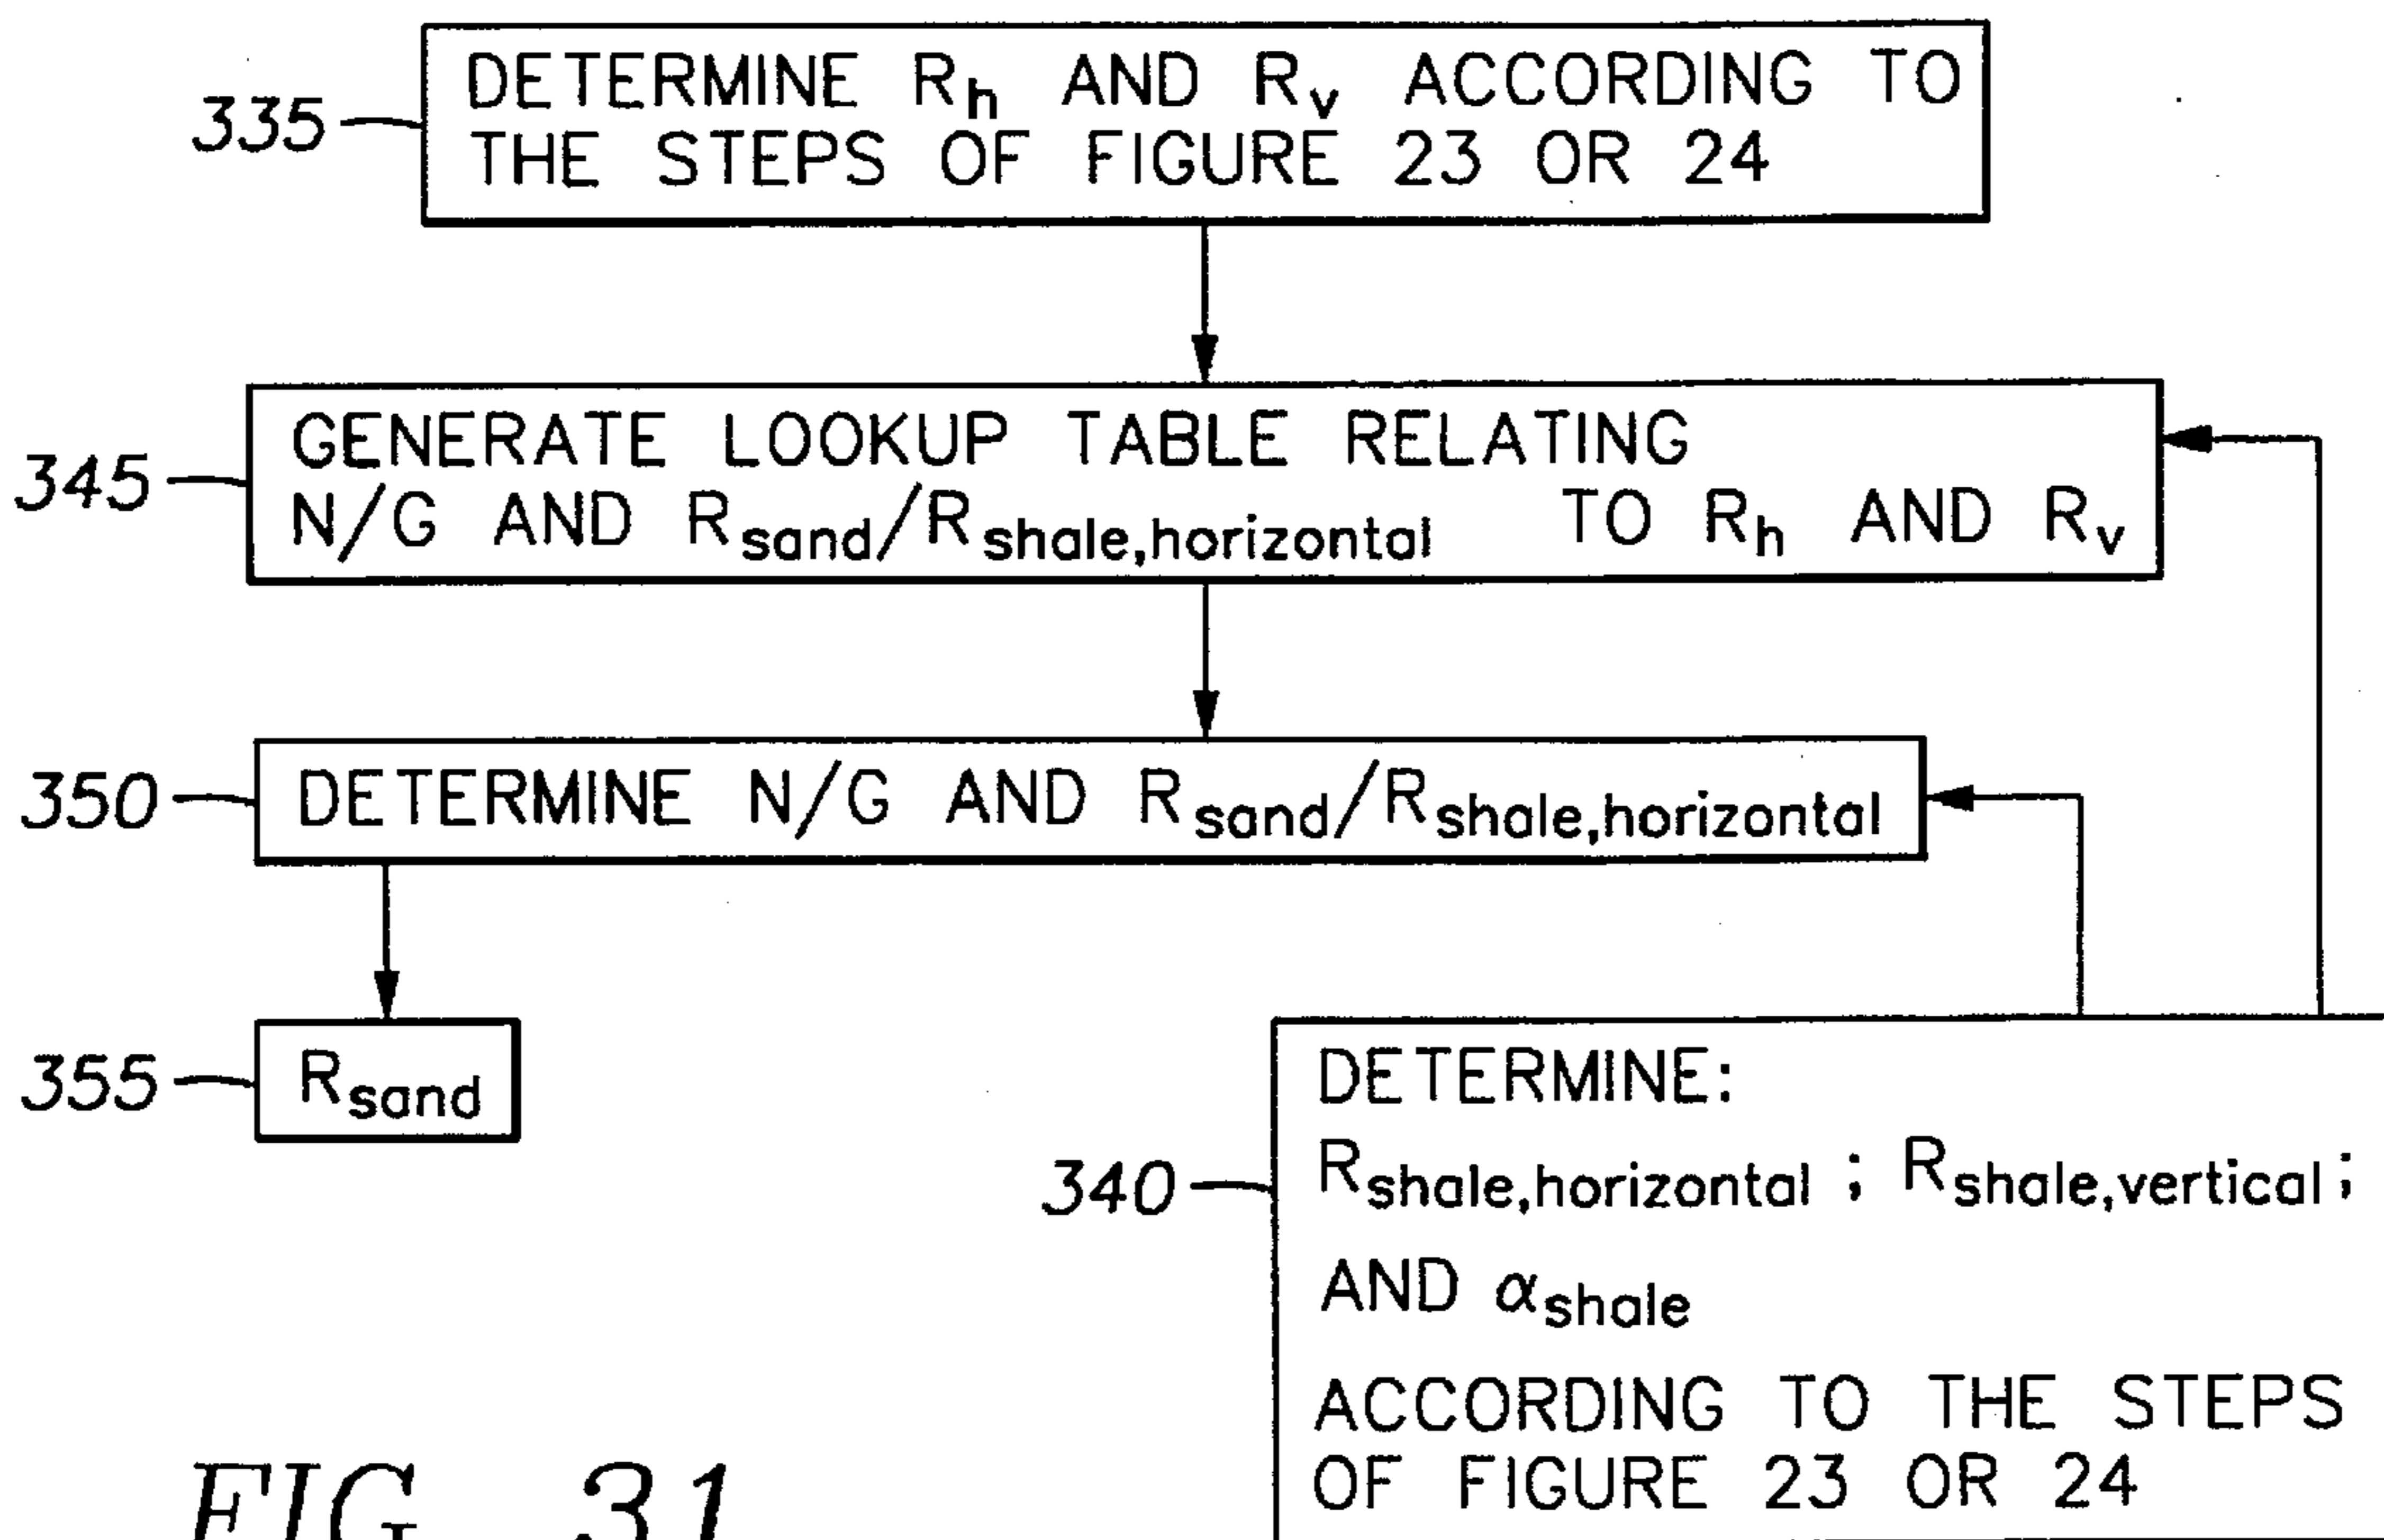 335
DETERMINE Rh AND Rv ACCORDING TO
THE STEPS OF FIGURE 23 OR 24
345
GENERATE LOOKUP TABLE RELATING
N/G AND Rsand/Rshale,horizontal TO Rh AND Rv
350
DETERMINE N/G AND Rsand/Rshale,horizontal
355
Rsand
340
DETERMINE:
Rshale,horizontal ; Rshale,vertical;
AND αshale
ACCORDING TO THE STEPS
OF FIGURE 23 OR 24
FIG. 31